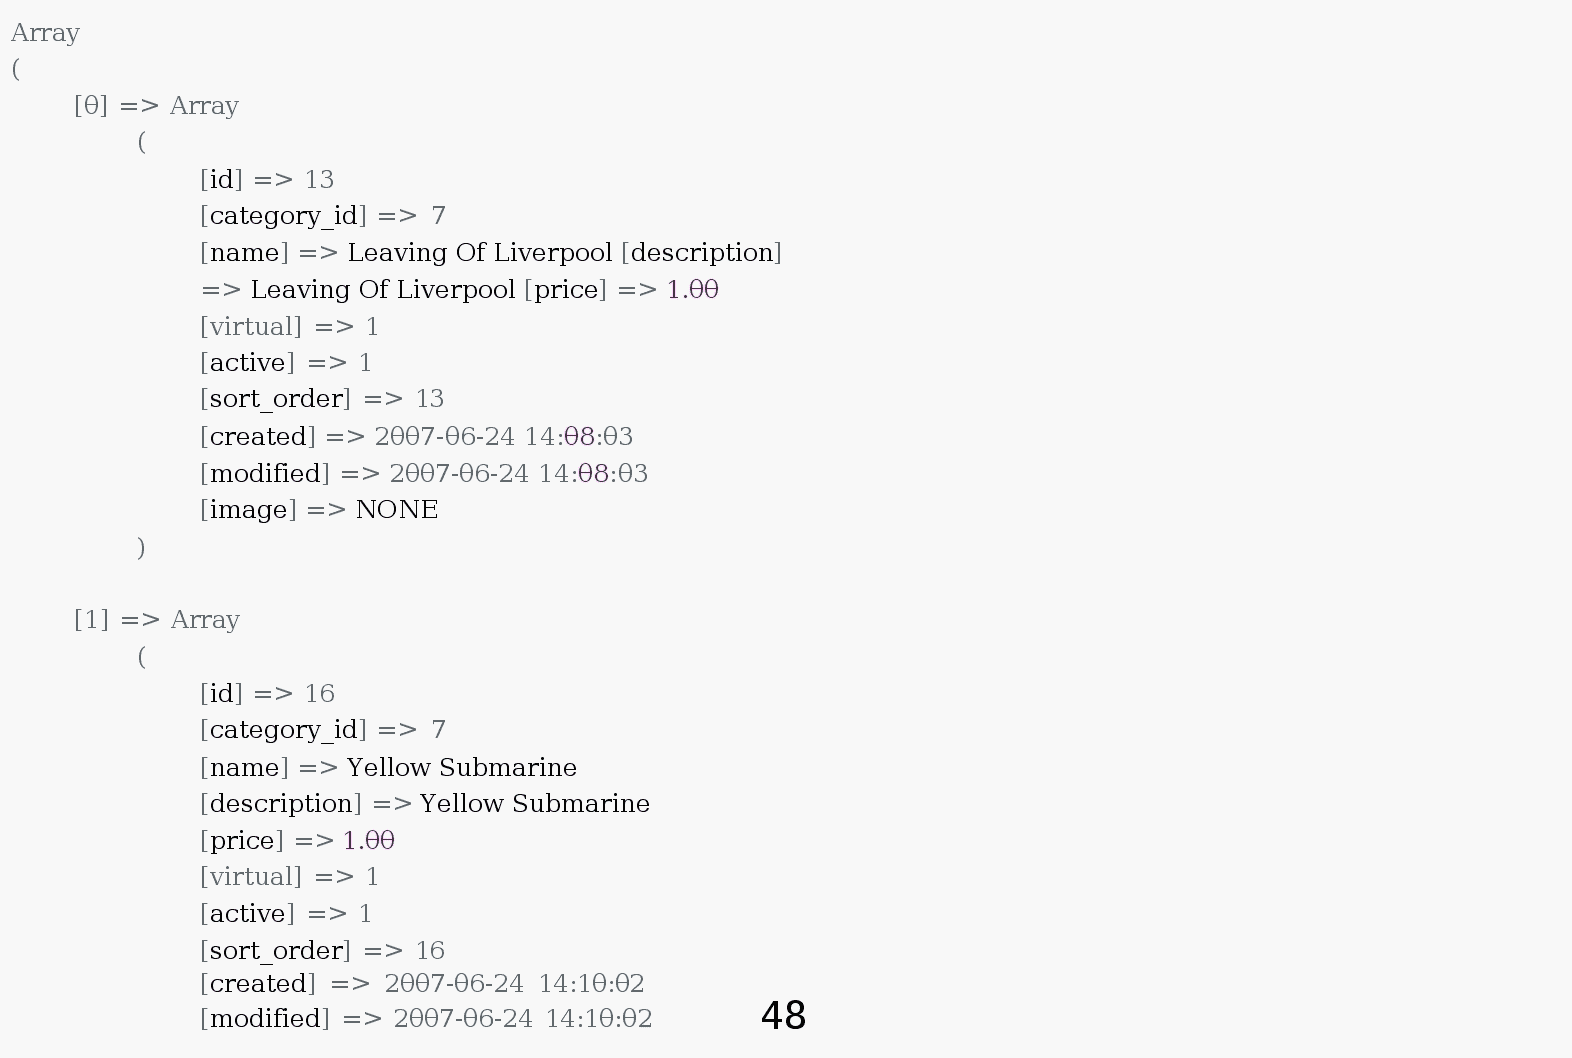 Array
(
[0] => Array
(
[id] => 13
[category_id] => 7
[name] => Leaving Of Liverpool [description]
=> Leaving Of Liverpool [price] => 1.00
[virtual] => 1
[active] => 1
[sort_order] => 13
[created] => 2007-06-24 14:08:03
[modified] => 2007-06-24 14:08:03
[image] => NONE
)
[1] => Array
(
[id] => 16
[category_id] => 7
[name] => Yellow Submarine
[description] => Yellow Submarine
[price] => 1.00
[virtual] => 1
[active] => 1
[sort_order] => 16
[created] => 2007-06-24 14:10:02
[modified] => 2007-06-24 14:10:02
48